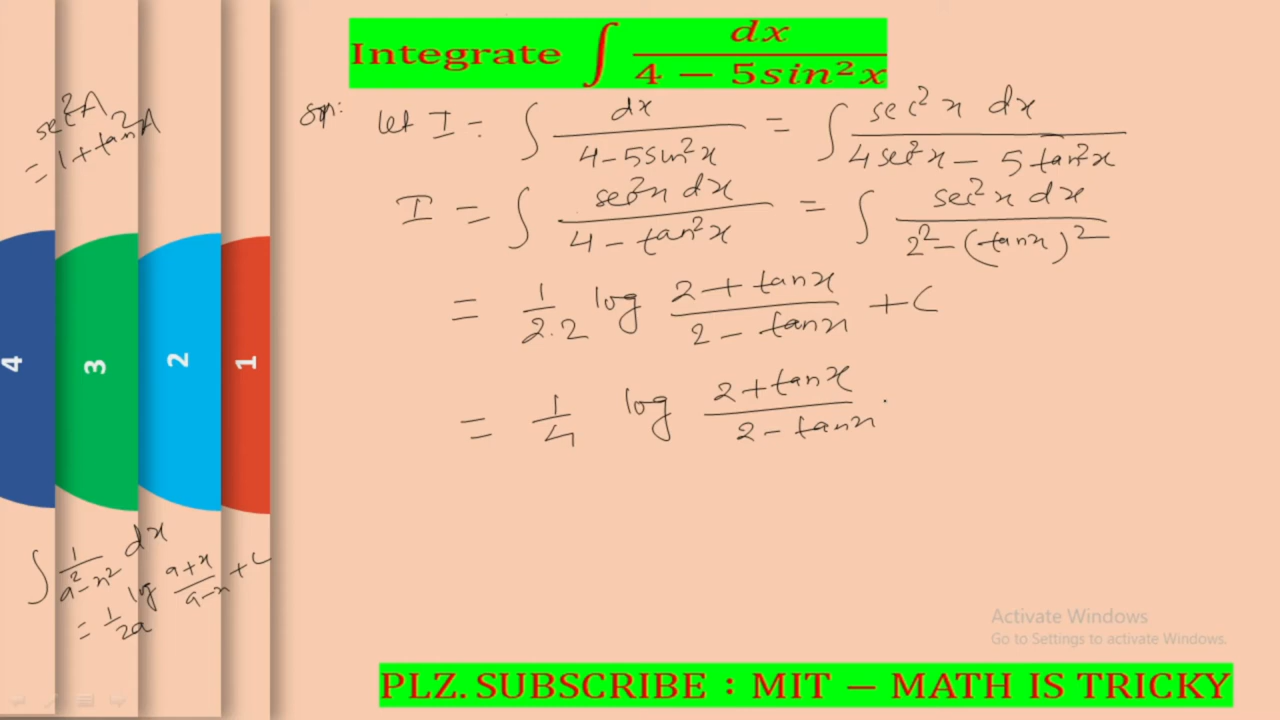 Integrate ∫ dx / (4 − 5sin²x)
Soln: let I = ∫ dx / (4 − 5sin²x) = ∫ sec²x dx / (4sec²x − 5tan²x)
I = ∫ sec²x dx / (4 − tan²x) = ∫ sec²x dx / (2² − (tanx)²)
= 1/(2.2) log (2 + tanx)/(2 − tanx) + C
= 1/4 log (2 + tanx)/(2 − tanx)
sec²A
= 1 + tan²A
4 3 2 1
∫ 1/(a² − x²) dx
= 1/2a log (a + x)/(a − x) + C
Activate Windows
Go to Settings to activate Windows.
PLZ. SUBSCRIBE : MIT − MATH IS TRICKY